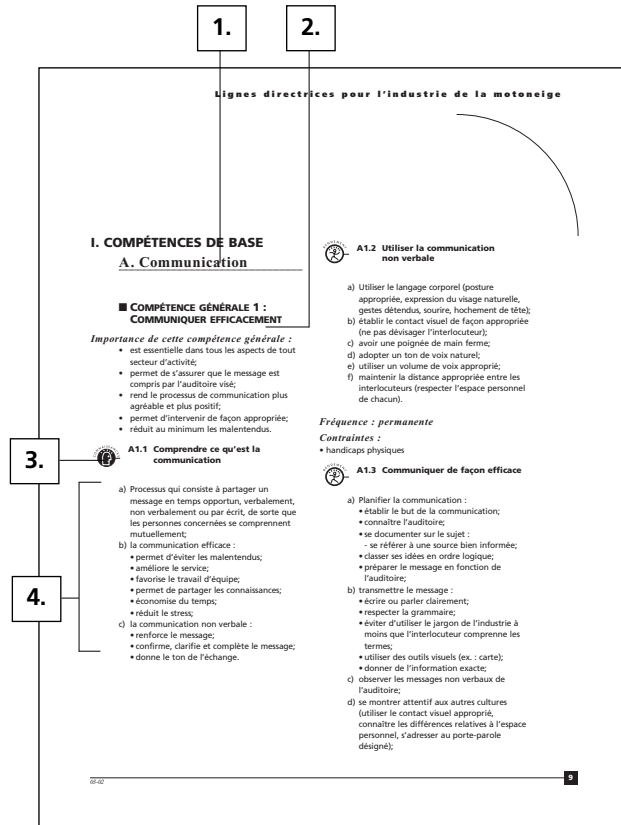 1.
2.
Lignes directrices pour l'industrie de la motoneige
I. COMPÉTENCES DE BASE
A. Communication
■ COMPÉTENCE GÉNÉRALE 1 :
COMMUNIQUER EFFICACEMENT
Importance de cette compétence générale :
• est essentielle dans tous les aspects de tout
secteur d'activité;
• permet de s'assurer que le message est
compris par l'auditoire visé;
• rend le processus de communication plus
agréable et plus positif;
• permet d'intervenir de façon appropriée;
• réduit au minimum les malentendus.
3.
A1.1 Comprendre ce qu'est la
communication
4.
a) Processus qui consiste à partager un
message en temps opportun, verbalement,
non verbalement ou par écrit, de sorte que
les personnes concernées se comprennent
mutuellement;
b) la communication efficace :
• permet d'éviter les malentendus;
• améliore le service;
• favorise le travail d'équipe;
• permet de partager les connaissances;
• économise du temps;
• réduit le stress;
c) la communication non verbale :
• renforce le message;
• confirme, clarifie et complète le message;
• donne le ton de l'échange.
A1.2 Utiliser la communication
non verbale
a) Utiliser le langage corporel (posture
appropriée, expression du visage naturelle,
gestes détendus, sourire, hochement de tête);
b) établir le contact visuel de façon appropriée
(ne pas dévisager l'interlocuteur);
c) avoir une poignée de main ferme;
d) adopter un ton de voix naturel;
e) utiliser un volume de voix approprié;
f) maintenir la distance appropriée entre les
interlocuteurs (respecter l'espace personnel
de chacun).
Fréquence : permanente
Contraintes :
• handicaps physiques
A1.3 Communiquer de façon efficace
a) Planifier la communication :
• établir le but de la communication;
• connaître l'auditoire;
• se documenter sur le sujet :
- se référer à une source bien informée;
• classer ses idées en ordre logique;
• préparer le message en fonction de
l'auditoire;
b) transmettre le message :
• écrire ou parler clairement;
• respecter la grammaire;
• éviter d'utiliser le jargon de l'industrie à
moins que l'interlocuteur comprenne les
termes;
• utiliser des outils visuels (ex. : carte);
• donner de l'information exacte;
c) observer les messages non verbaux de
l'auditoire;
d) se montrer attentif aux autres cultures
(utiliser le contact visuel approprié,
connaître les différences relatives à l'espace
personnel, s'adresser au porte-parole
désigné);
03-02
9